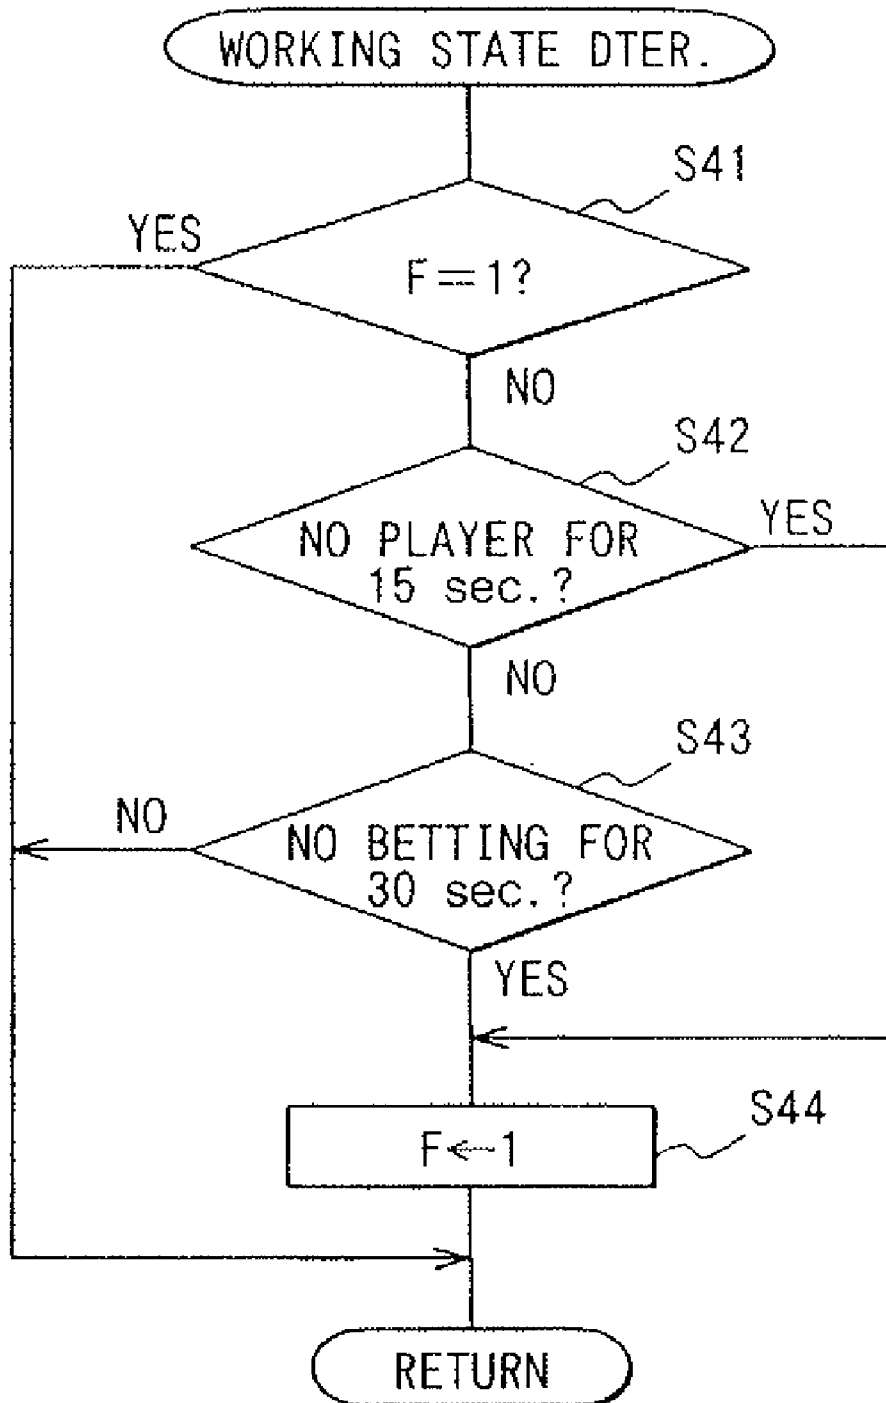 WORKING STATE DTER.
S41
YES
F=1?
NO
S42
YES
NO PLAYER FOR
15 sec.?
NO
S43
NO
NO BETTING FOR
30 sec.?
YES
S44
F←1
RETURN